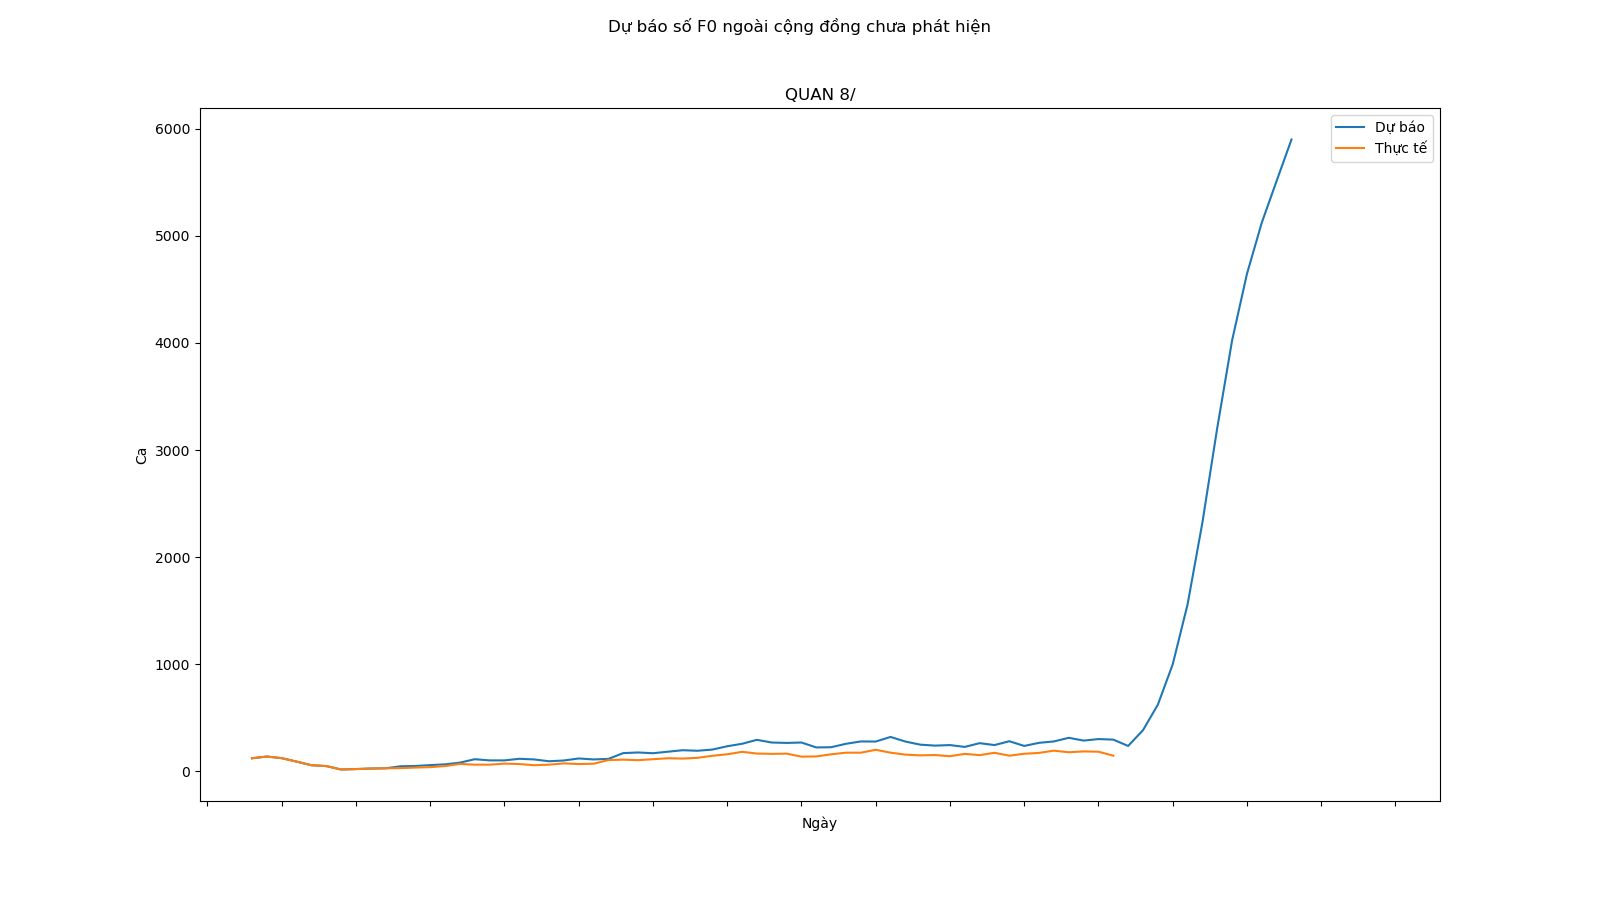 Dự báo số F0 ngoài cộng đồng chưa phát hiện
QUAN 8/
Dự báo
Thực tế
6000
5000
4000
3000
2000
1000
0
Ca
Ngày